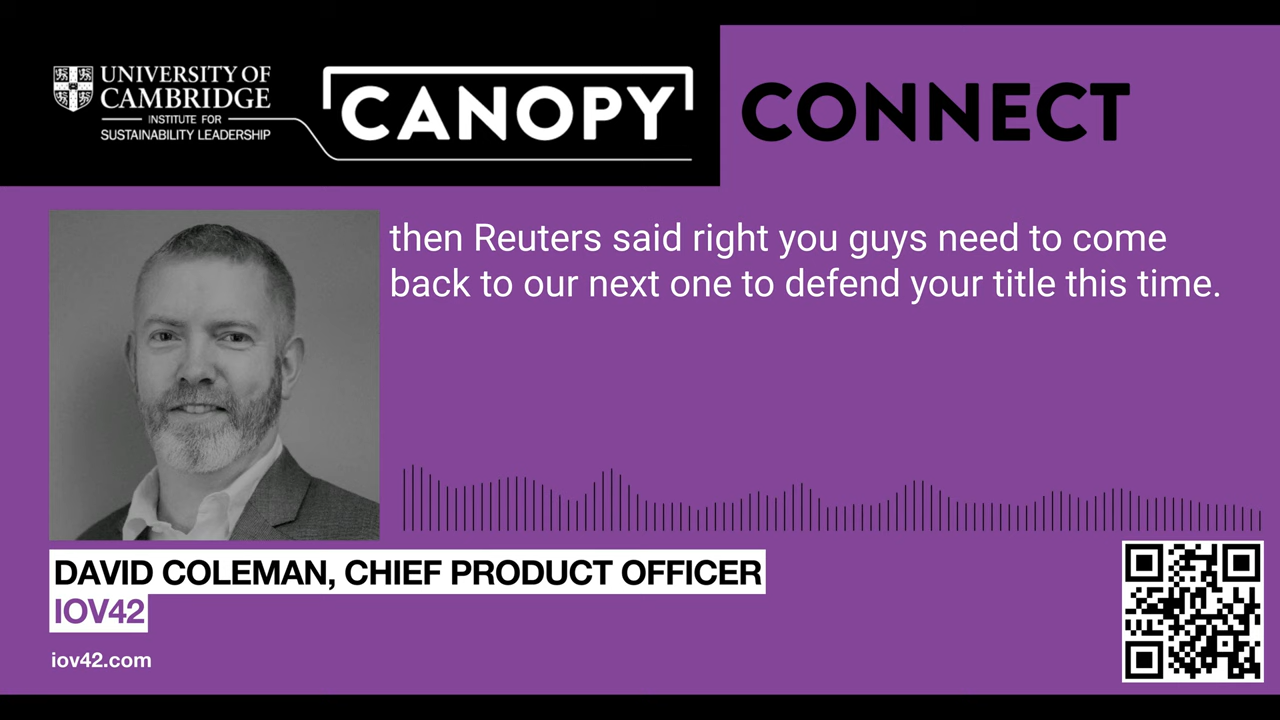 UNIVERSITY OF
CAMBRIDGE
INSTITUTE FOR
SUSTAINABILITY LEADERSHIP
CANOPY
CONNECT
then Reuters said right you guys need to come
back to our next one to defend your title this time.
DAVID COLEMAN, CHIEF PRODUCT OFFICER
IOV42
iov42.com